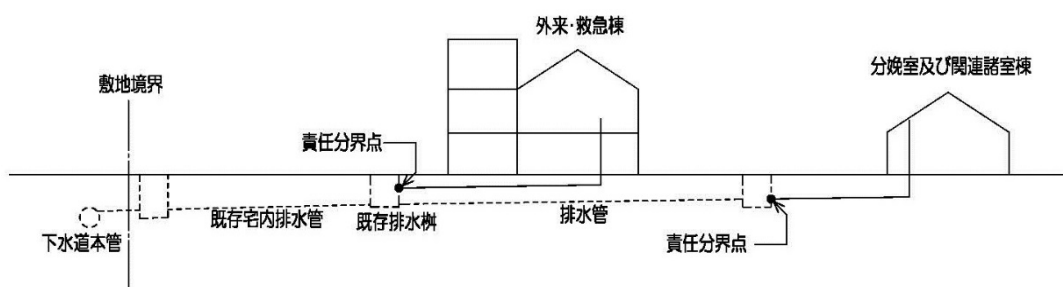 外来・救急棟
分娩室及び関連諸室棟
敷地境界
責任分界点
既存宅内排水管
既存排水桝
排水管
下水道本管
責任分界点